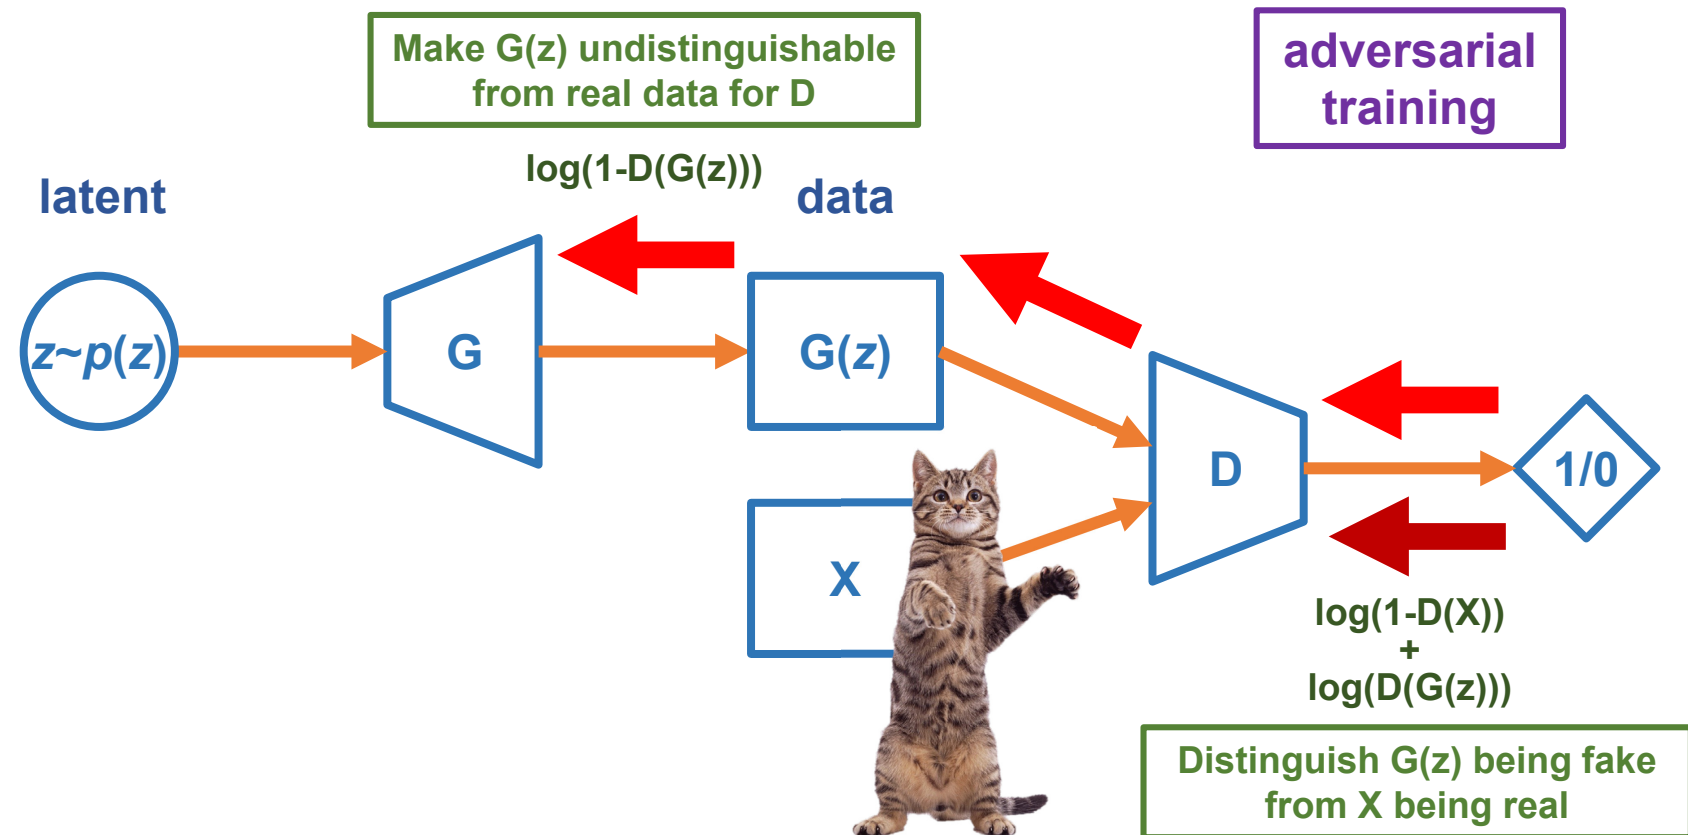 Make G(z) undistinguishable
from real data for D
adversarial
training
log(1-D(G(z)))
latent
data
z~p(z)
G
G(z)
D
1/0
X
log(1-D(X))
+
log(D(G(z)))
Distinguish G(z) being fake
from X being real